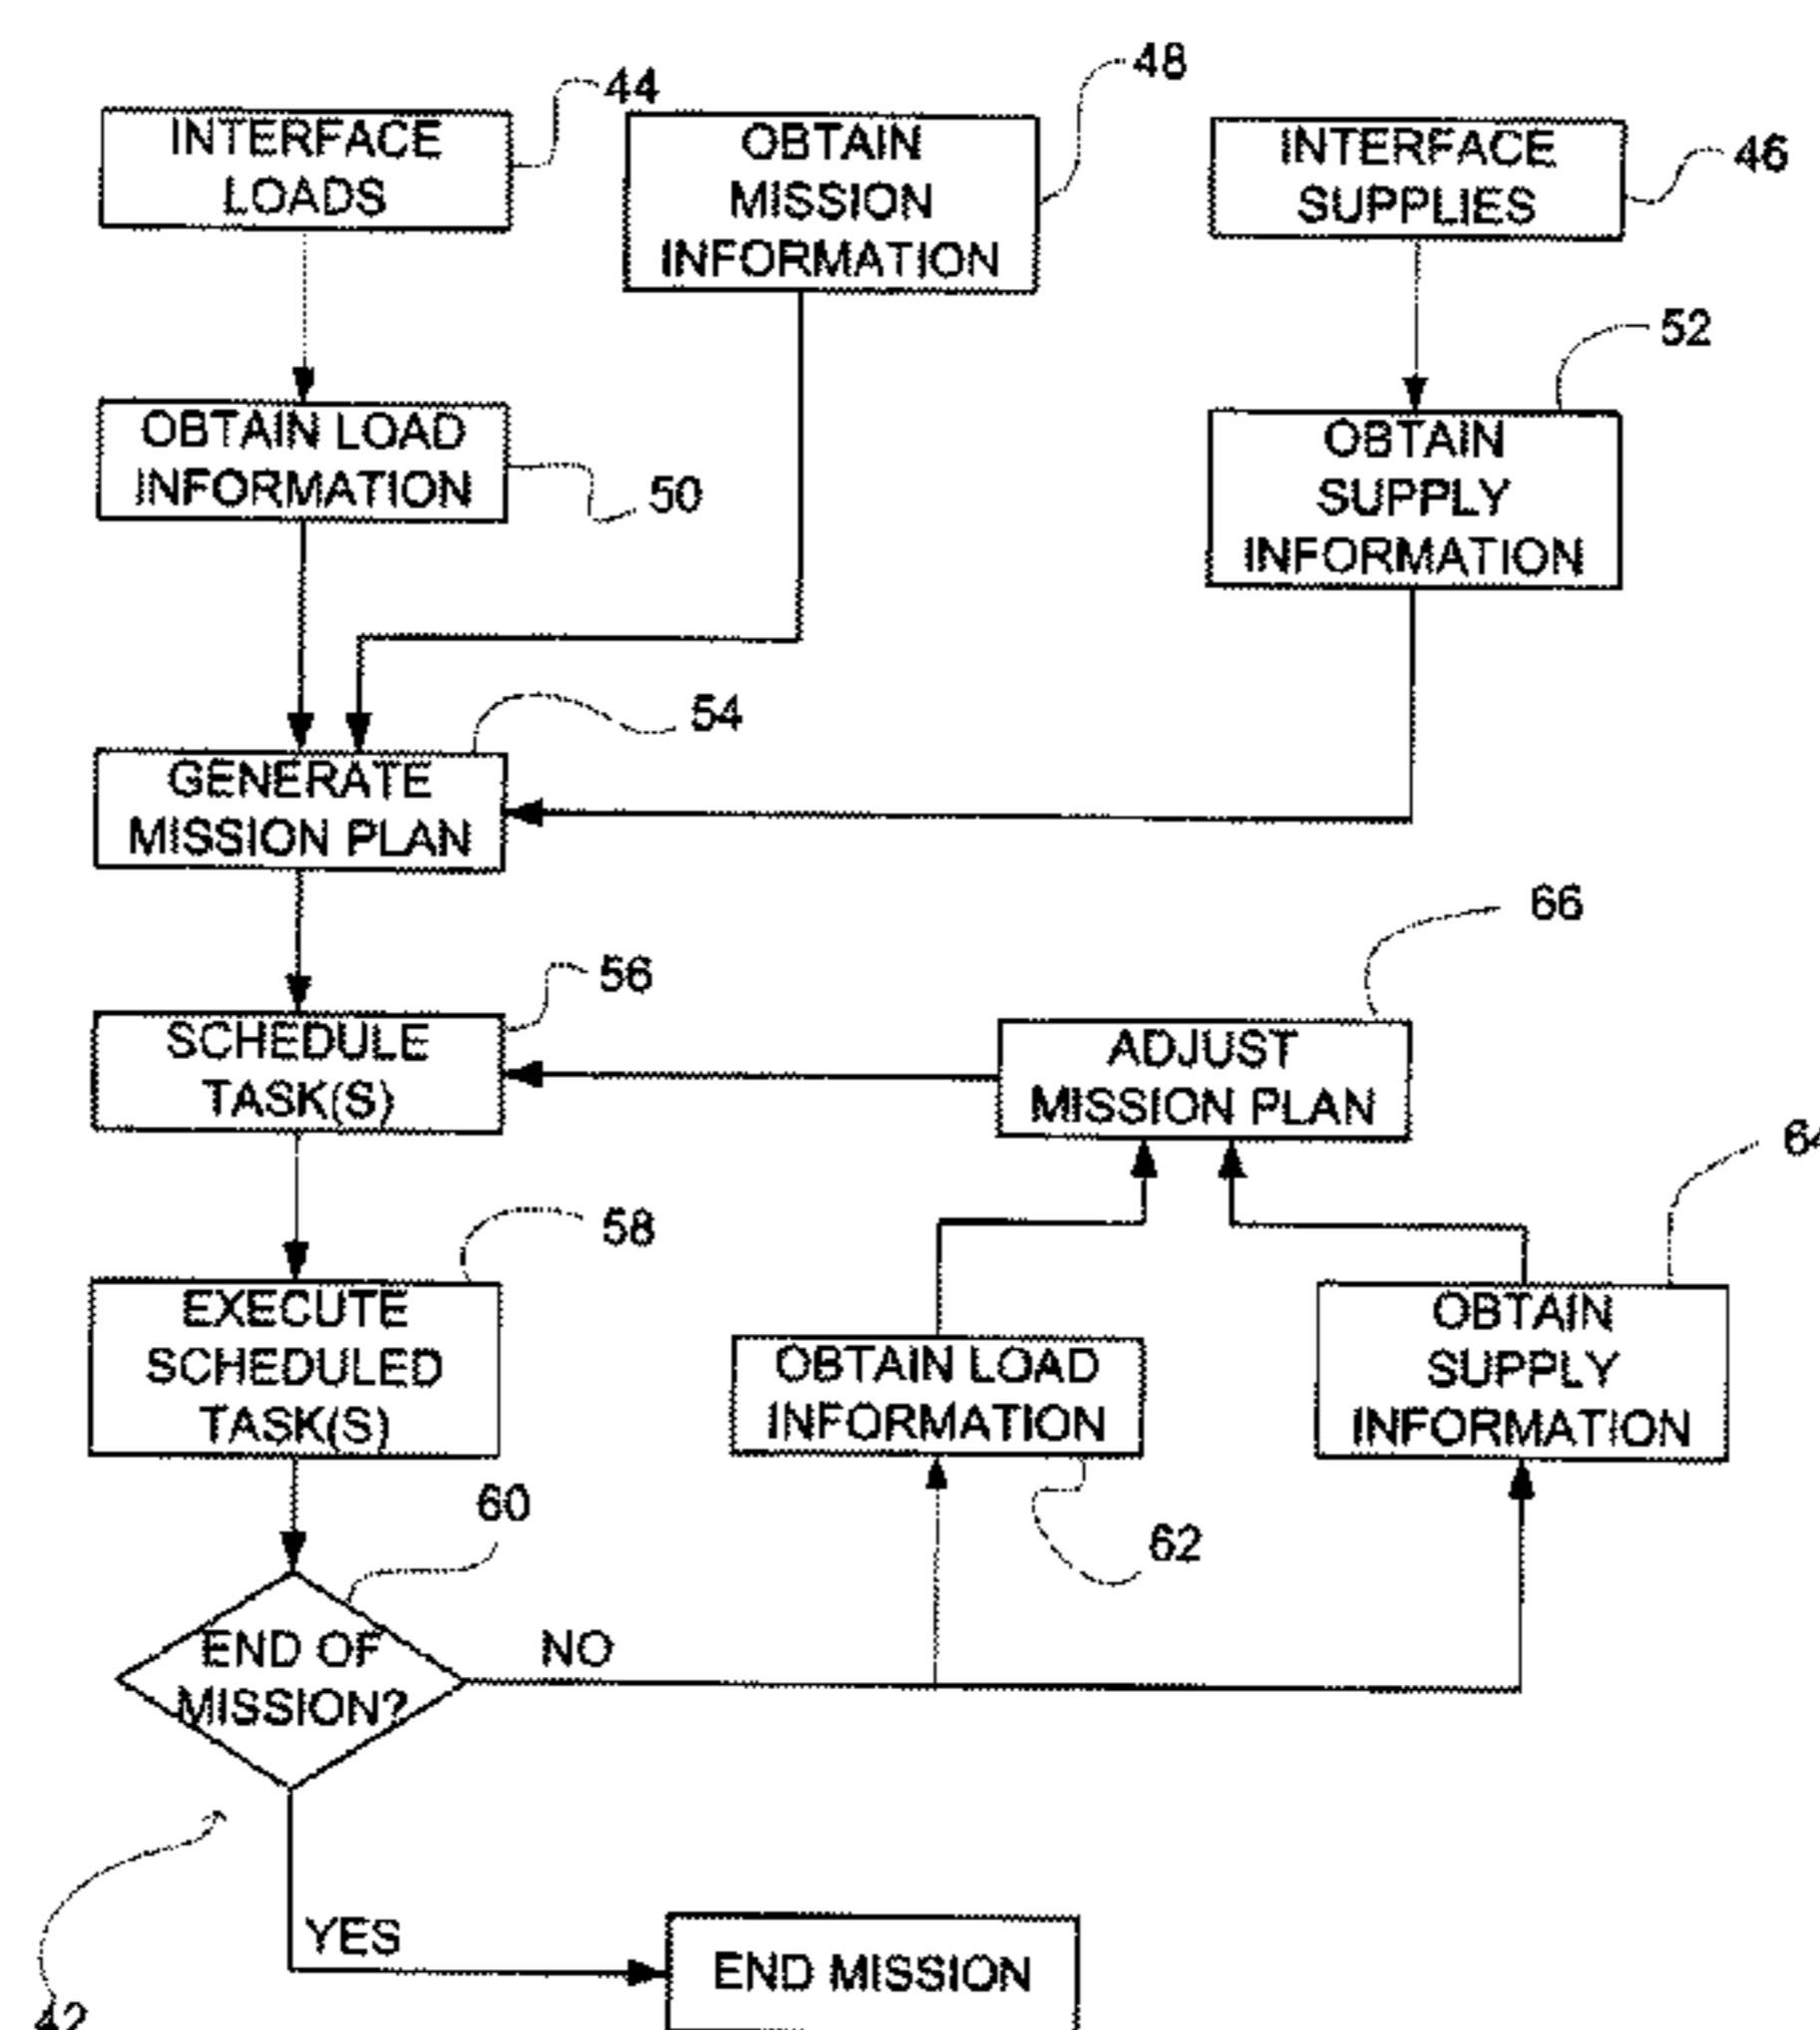 44
48
INTERFACE
LOADS
OBTAIN
MISSION
INFORMATION
INTERFACE
SUPPLIES
46
52
OBTAIN LOAD
INFORMATION
50
OBTAIN
SUPPLY
INFORMATION
54
GENERATE
MISSION PLAN
66
56
SCHEDULE
TASK(S)
ADJUST
MISSION PLAN
64
58
EXECUTE
SCHEDULED
TASK(S)
OBTAIN LOAD
INFORMATION
OBTAIN
SUPPLY
INFORMATION
60
62
END OF
MISSION?
NO
YES
END MISSION
42